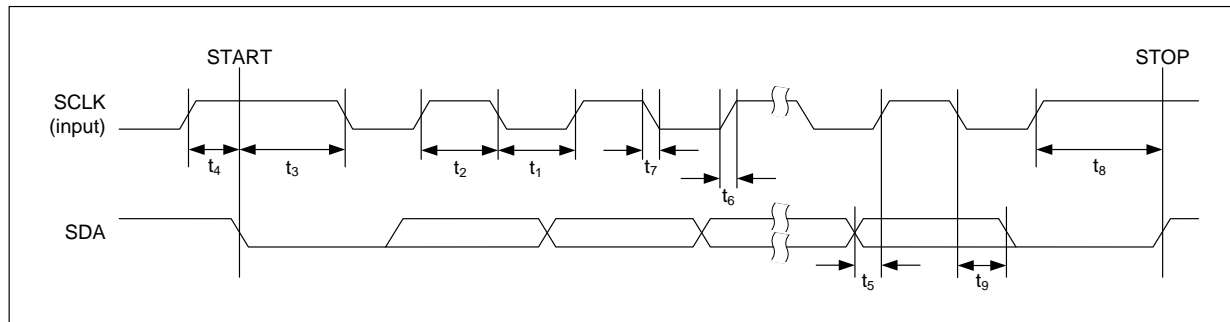 START
STOP
SCLK
(input)
t4
t3
t2
t1
t7
t6
t8
SDA
t5
t9